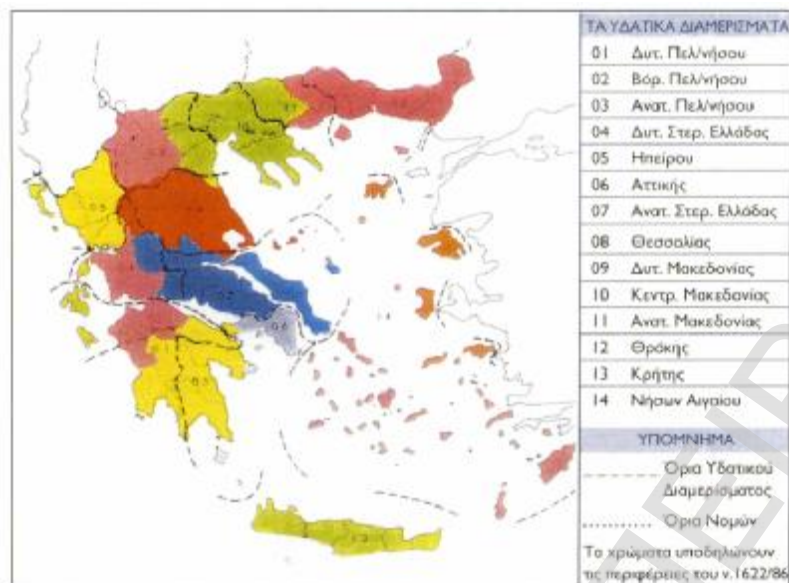 ΤΑ ΥΔΑΤΙΚΑ ΔΙΑΜΕΡΙΣΜΑΤΑ
01 Δυτ. Πελ/νήσου
02 Βόρ. Πελ/νήσου
03 Ανατ. Πελ/νήσου
04 Δυτ. Στερ. Ελλάδας
05 Ηπείρου
06 Αττικής
07 Ανατ. Στερ. Ελλάδας
08 Θεσσαλίας
09 Δυτ. Μακεδονίας
10 Κεντρ. Μακεδονίας
11 Ανατ. Μακεδονίας
12 Θράκης
13 Κρήτης
14 Νήσων Αιγαίου
ΥΠΟΜΝΗΜΑ
Όρια Υδατικού
Διαμερίσματος
Όρια Νομών
Τα χρώματα υποδηλώνουν
τις περιφέρειες του ν.1622/86
05
06